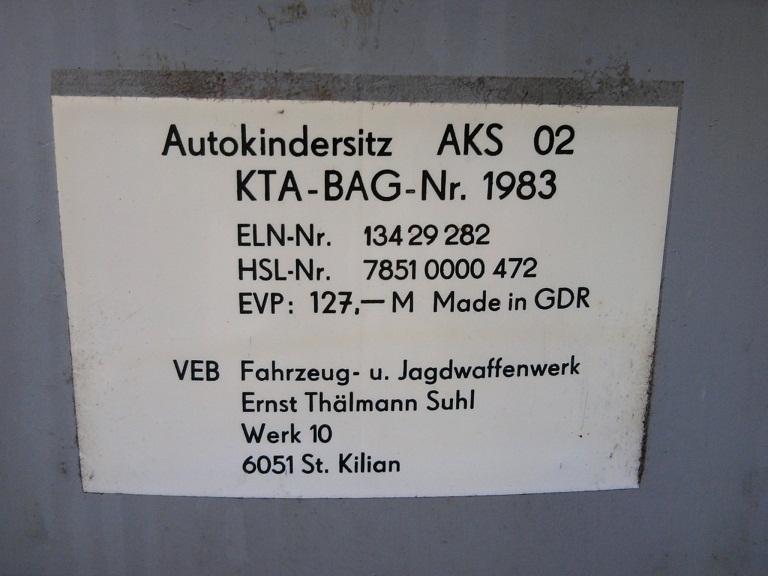 Autokindersitz AKS 02
KTA-BAG-Nr. 1983
ELN-Nr. 134 29 282
HSL-Nr. 7851 0000 472
EVP: 127,— M Made in GDR
VEB Fahrzeug- u. Jagdwaffenwerk
Ernst Thälmann Suhl
Werk 10
6051 St. Kilian